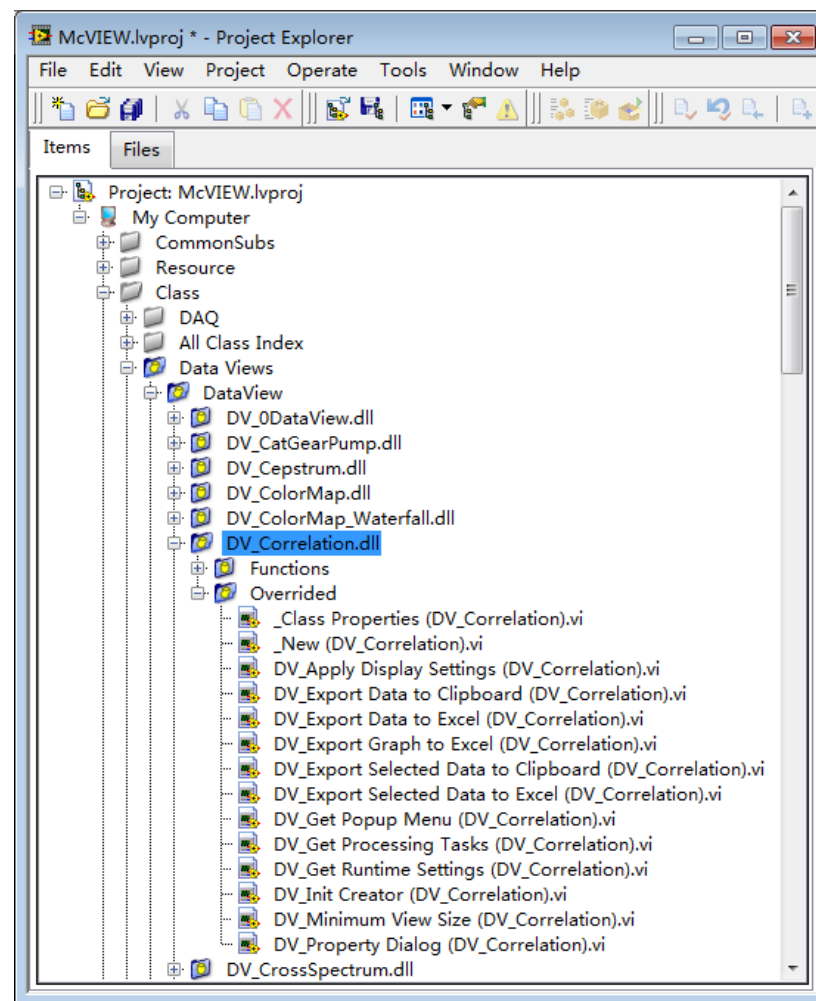 McVIEW.lvproj * - Project Explorer
File Edit View Project Operate Tools Window Help
Items Files
Project: McVIEW.lvproj
My Computer
CommonSubs
Resource
Class
DAQ
All Class Index
Data Views
DataView
DV_0DataView.dll
DV_CatGearPump.dll
DV_Cepstrum.dll
DV_ColorMap.dll
DV_ColorMap_Waterfall.dll
DV_Correlation.dll
Functions
Overrided
_Class Properties (DV_Correlation).vi
_New (DV_Correlation).vi
DV_Apply Display Settings (DV_Correlation).vi
DV_Export Data to Clipboard (DV_Correlation).vi
DV_Export Data to Excel (DV_Correlation).vi
DV_Export Graph to Excel (DV_Correlation).vi
DV_Export Selected Data to Clipboard (DV_Correlation).vi
DV_Export Selected Data to Excel (DV_Correlation).vi
DV_Get Popup Menu (DV_Correlation).vi
DV_Get Processing Tasks (DV_Correlation).vi
DV_Get Runtime Settings (DV_Correlation).vi
DV_Init Creator (DV_Correlation).vi
DV_Minimum View Size (DV_Correlation).vi
DV_Property Dialog (DV_Correlation).vi
DV_CrossSpectrum.dll